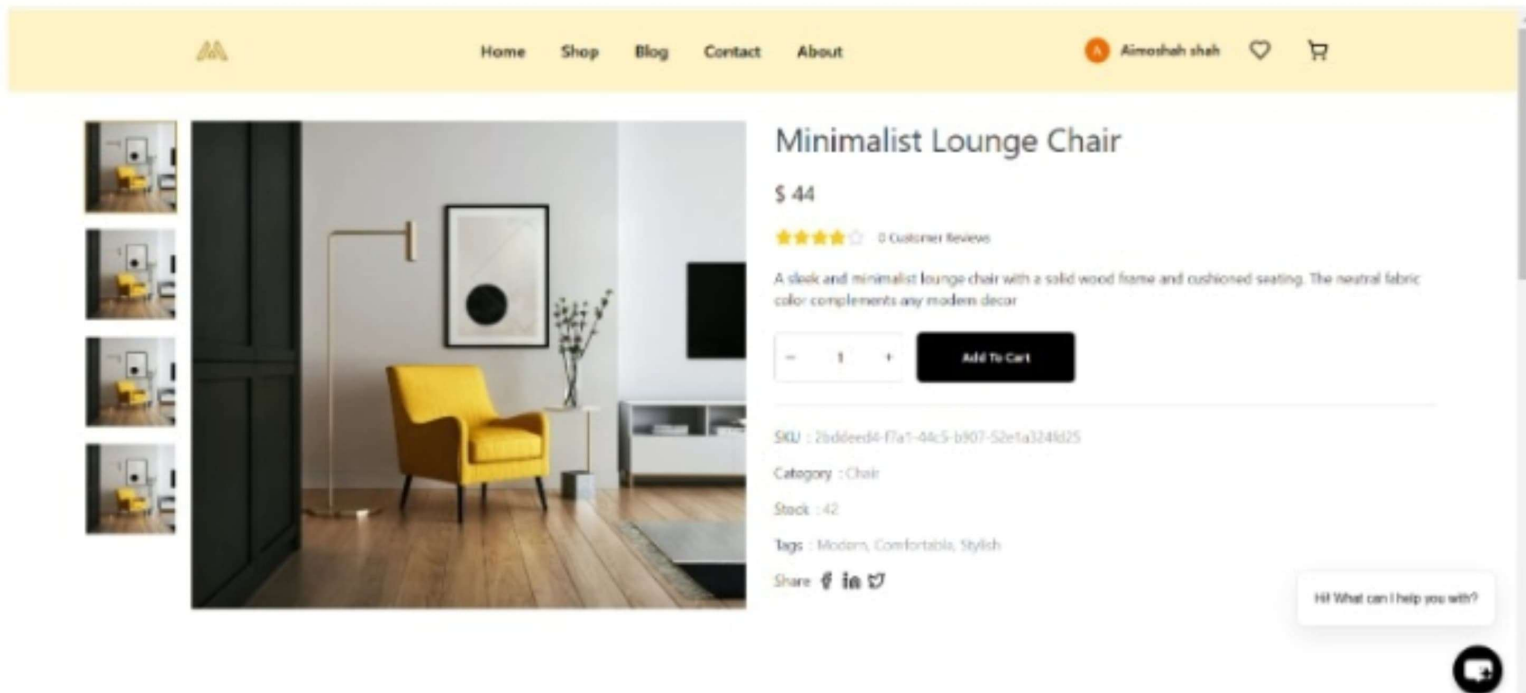 Home Shop Blog Contact About
A Aimoshah shah
Minimalist Lounge Chair
$ 44
0 Customer Reviews
A sleek and minimalist lounge chair with a solid wood frame and cushioned seating. The neutral fabric
color complements any modern decor
− 1 +
Add To Cart
SKU :
Category : Chair
Stock : 42
Tags : Modern, Comfortable, Stylish
Share
Hi! What can I help you with?